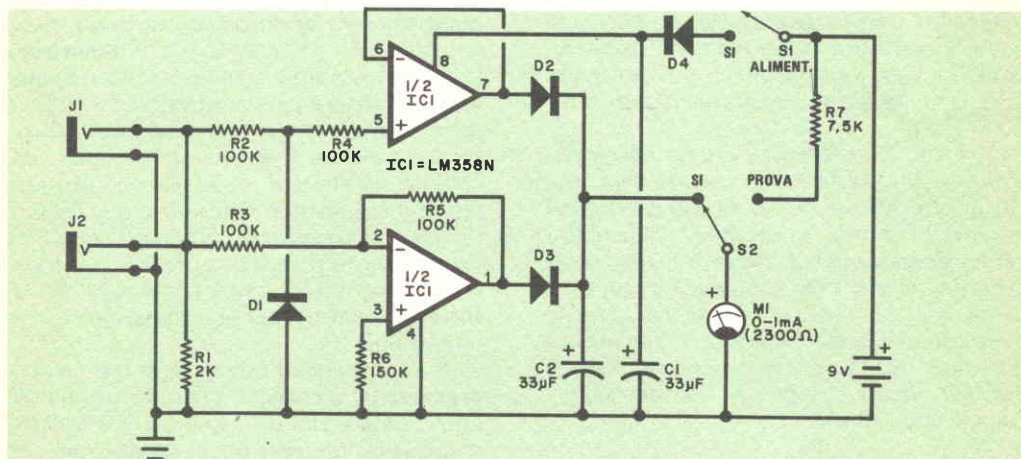 6
8
SI
S1
ALIMENT.
D4
1/2
IC1
7
D2
R7
7,5K
J1
5
R2
100K
R4
100K
IC1=LM358N
SI
PROVA
R5
100K
J2
R3
100K
2
S2
1/2
IC1
1
D3
D1
3
4
M1
0-1mA
(2300Ω)
R1
2K
R6
150K
C2
33µF
C1
33µF
9V